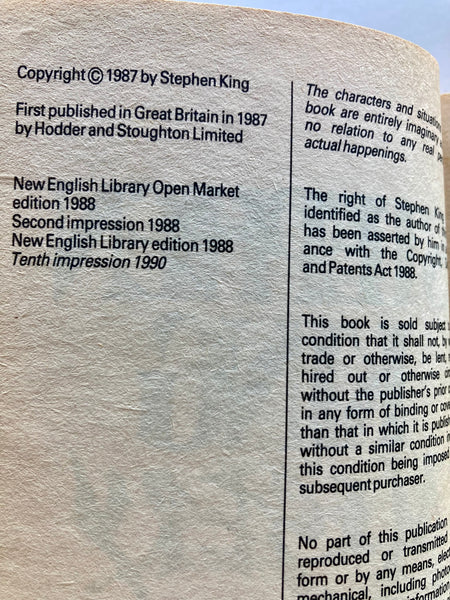 Copyright © 1987 by Stephen King
First published in Great Britain in 1987
by Hodder and Stoughton Limited
New English Library Open Market
edition 1988
Second impression 1988
New English Library edition 1988
Tenth impression 1990
The characters and
book are entirely imaginary
no relation to any real
actual happenings.
The right of Stephen King
identified as the author of
has been asserted by him in
ance with the Copyright,
and Patents Act 1988.
This book is sold subject
condition that it shall not, by
trade or otherwise, be lent,
hired out or otherwise
without the publisher's prior
in any form of binding or
than that in which it is
without a similar condition
this condition being imposed
subsequent purchaser.
No part of this publication
reproduced or transmitted
form or by any means,
mechanical, including
information